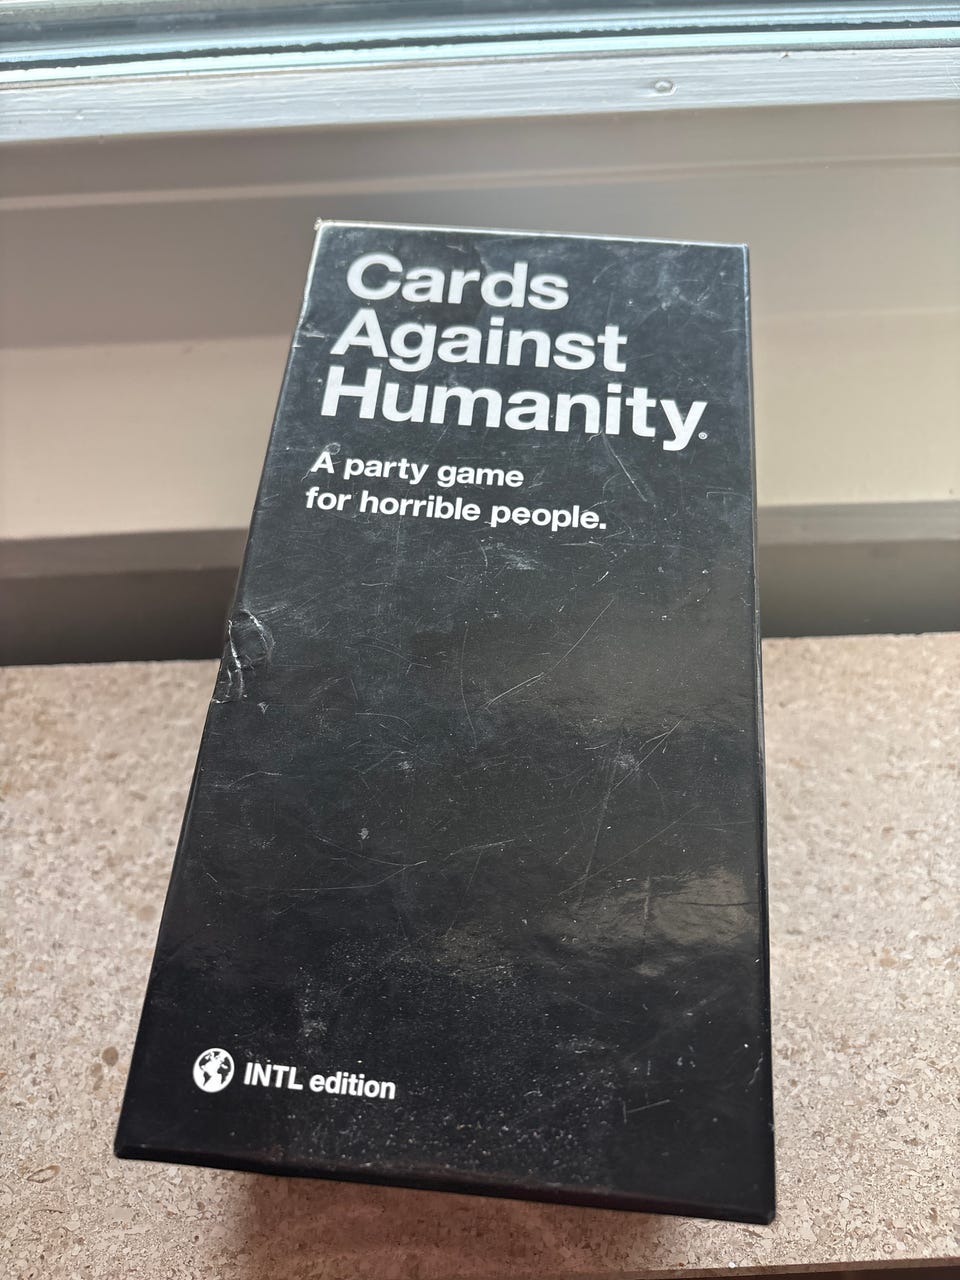 Cards
Against
Humanity®
A party game
for horrible people.
INTL edition